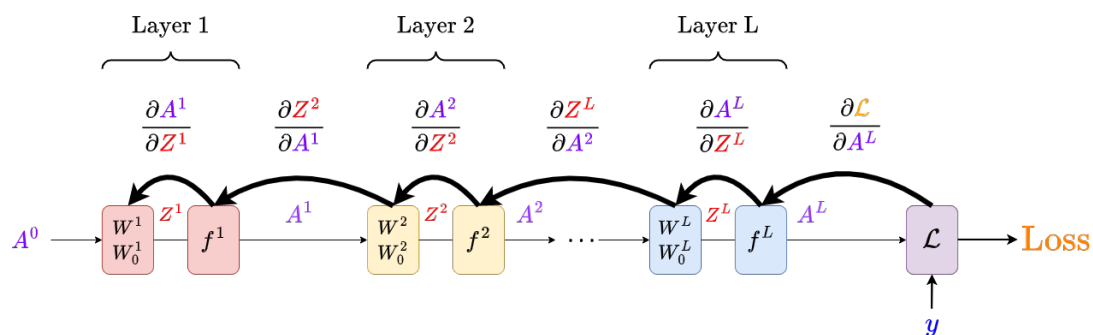 Layer 1 Layer 2 Layer L
∂A¹/∂Z¹ ∂Z²/∂A¹ ∂A²/∂Z² ∂Z^L/∂A² ∂A^L/∂Z^L ∂ℒ/∂A^L
A⁰ W¹ W₀¹ Z¹ f¹ A¹ W² W₀² Z² f² A² ... W^L W₀^L Z^L f^L A^L ℒ Loss
y